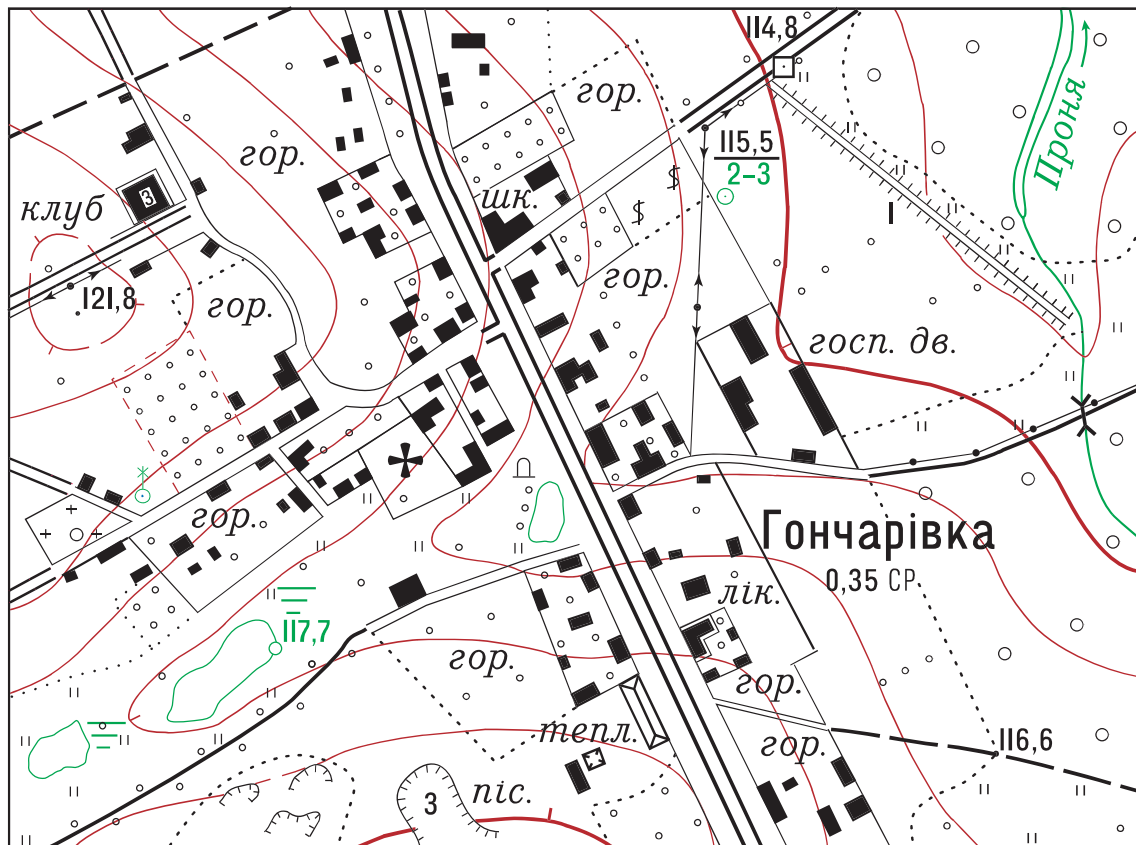 114,8
гор.
Проня
гор.
115,5
2-3
3
клуб
шк.
1
гор.
121,8
гор.
госп. дв.
гор.
Гончарівка
0,35 СР.
лік.
117,7
гор.
гор.
тепл.
гор.
116,6
піс.
3